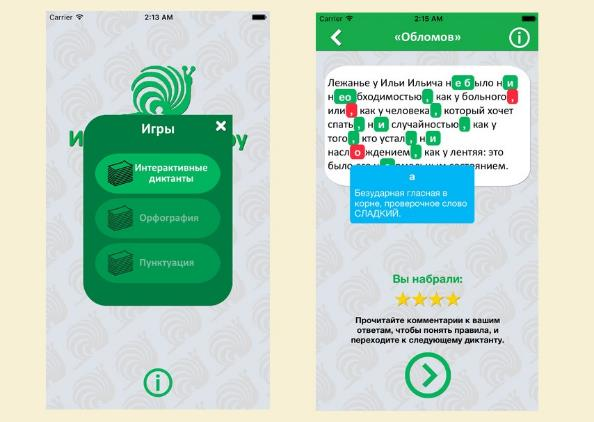 Carrier 2:13 AM
Игры
Интерактивные
диктанты
Орфография
Пунктуация
Carrier 2:15 AM
«Обломов»
Лежанье у Ильи Ильича не было ни
необходимостью, как у больного,
или, как у человека, который хочет
спать, ни случайностью, как у
того, кто устал, ни
наслождением, как у лентяя: это
было его нормальным состоянием.
а
Безударная гласная в
корне, проверочное слово
СЛАДКИЙ.
Вы набрали:
Прочитайте комментарии к вашим
ответам, чтобы понять правила, и
переходите к следующему диктанту.